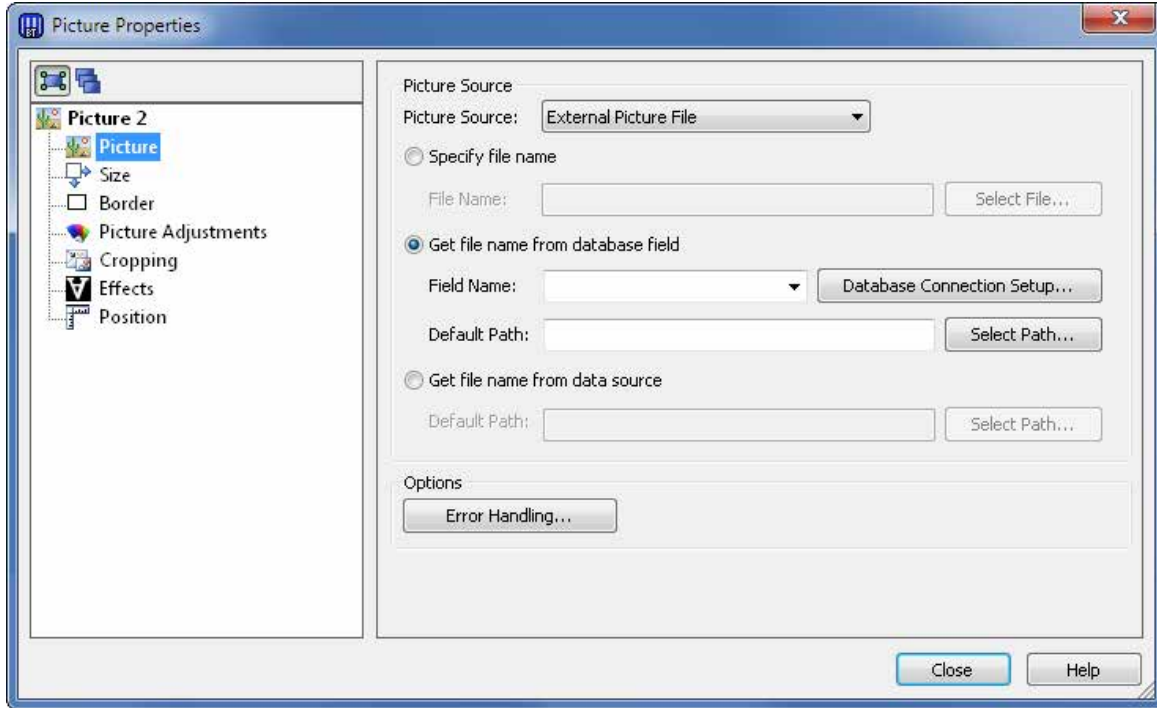 BT Picture Properties
Picture 2
Picture
Size
Border
Picture Adjustments
Cropping
Effects
Position
Picture Source
Picture Source: External Picture File
Specify file name
File Name: Select File...
Get file name from database field
Field Name: Database Connection Setup...
Default Path: Select Path...
Get file name from data source
Default Path: Select Path...
Options
Error Handling...
Close Help